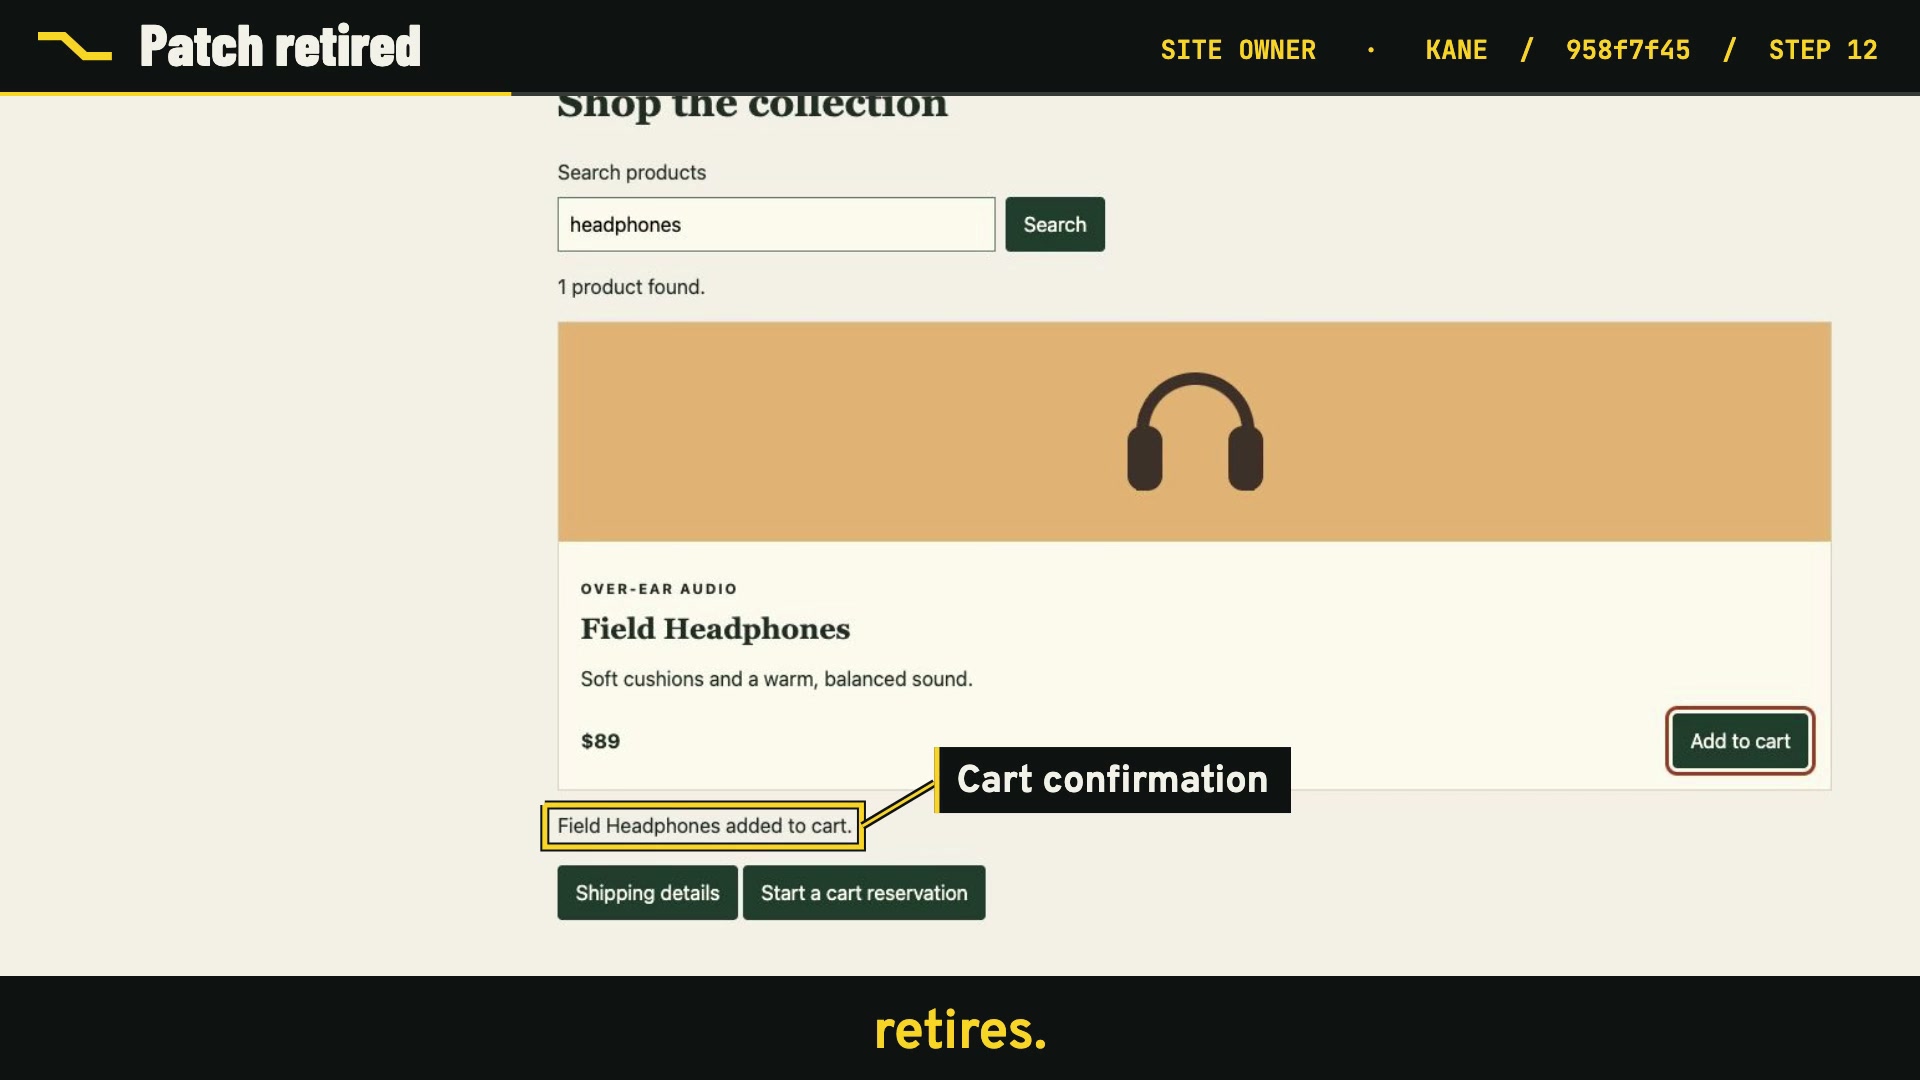 Patch retired
SITE OWNER · KANE / 958f7f45 / STEP 12
Shop the collection
Search products
headphones
Search
1 product found.
OVER-EAR AUDIO
Field Headphones
Soft cushions and a warm, balanced sound.
$89
Add to cart
Cart confirmation
Field Headphones added to cart.
Shipping details
Start a cart reservation
retires.